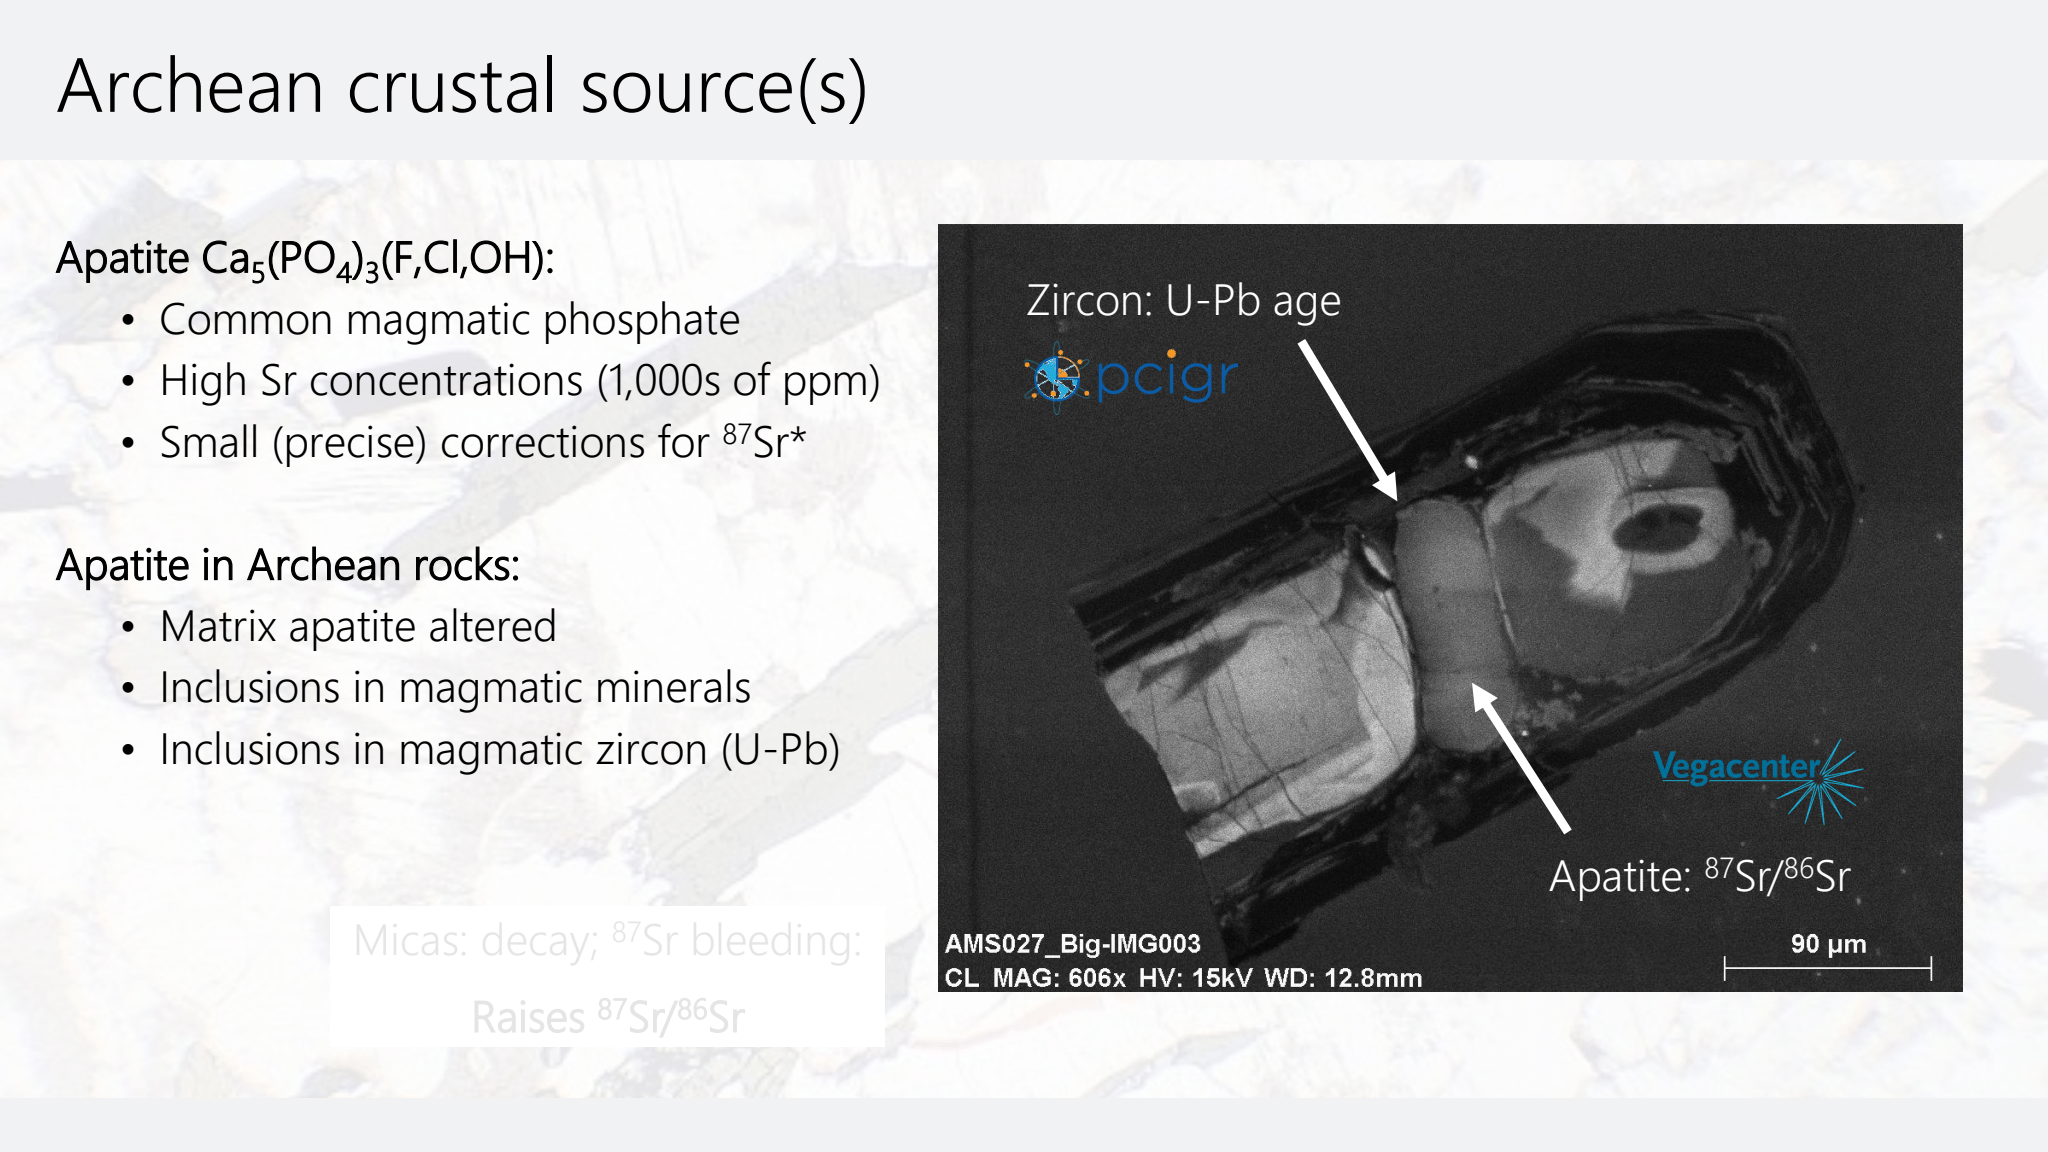 Archean crustal source(s)
Apatite Ca₅(PO₄)₃(F,Cl,OH):
• Common magmatic phosphate
• High Sr concentrations (1,000s of ppm)
• Small (precise) corrections for ⁸⁷Sr*
Apatite in Archean rocks:
• Matrix apatite altered
• Inclusions in magmatic minerals
• Inclusions in magmatic zircon (U-Pb)
Micas: decay; ⁸⁷Sr bleeding:
Raises ⁸⁷Sr/⁸⁶Sr
Zircon: U-Pb age
pcigr
Vegacenter
Apatite: ⁸⁷Sr/⁸⁶Sr
AMS027_Big-IMG003
90 µm
CL MAG: 606x HV: 15kV WD: 12.8mm